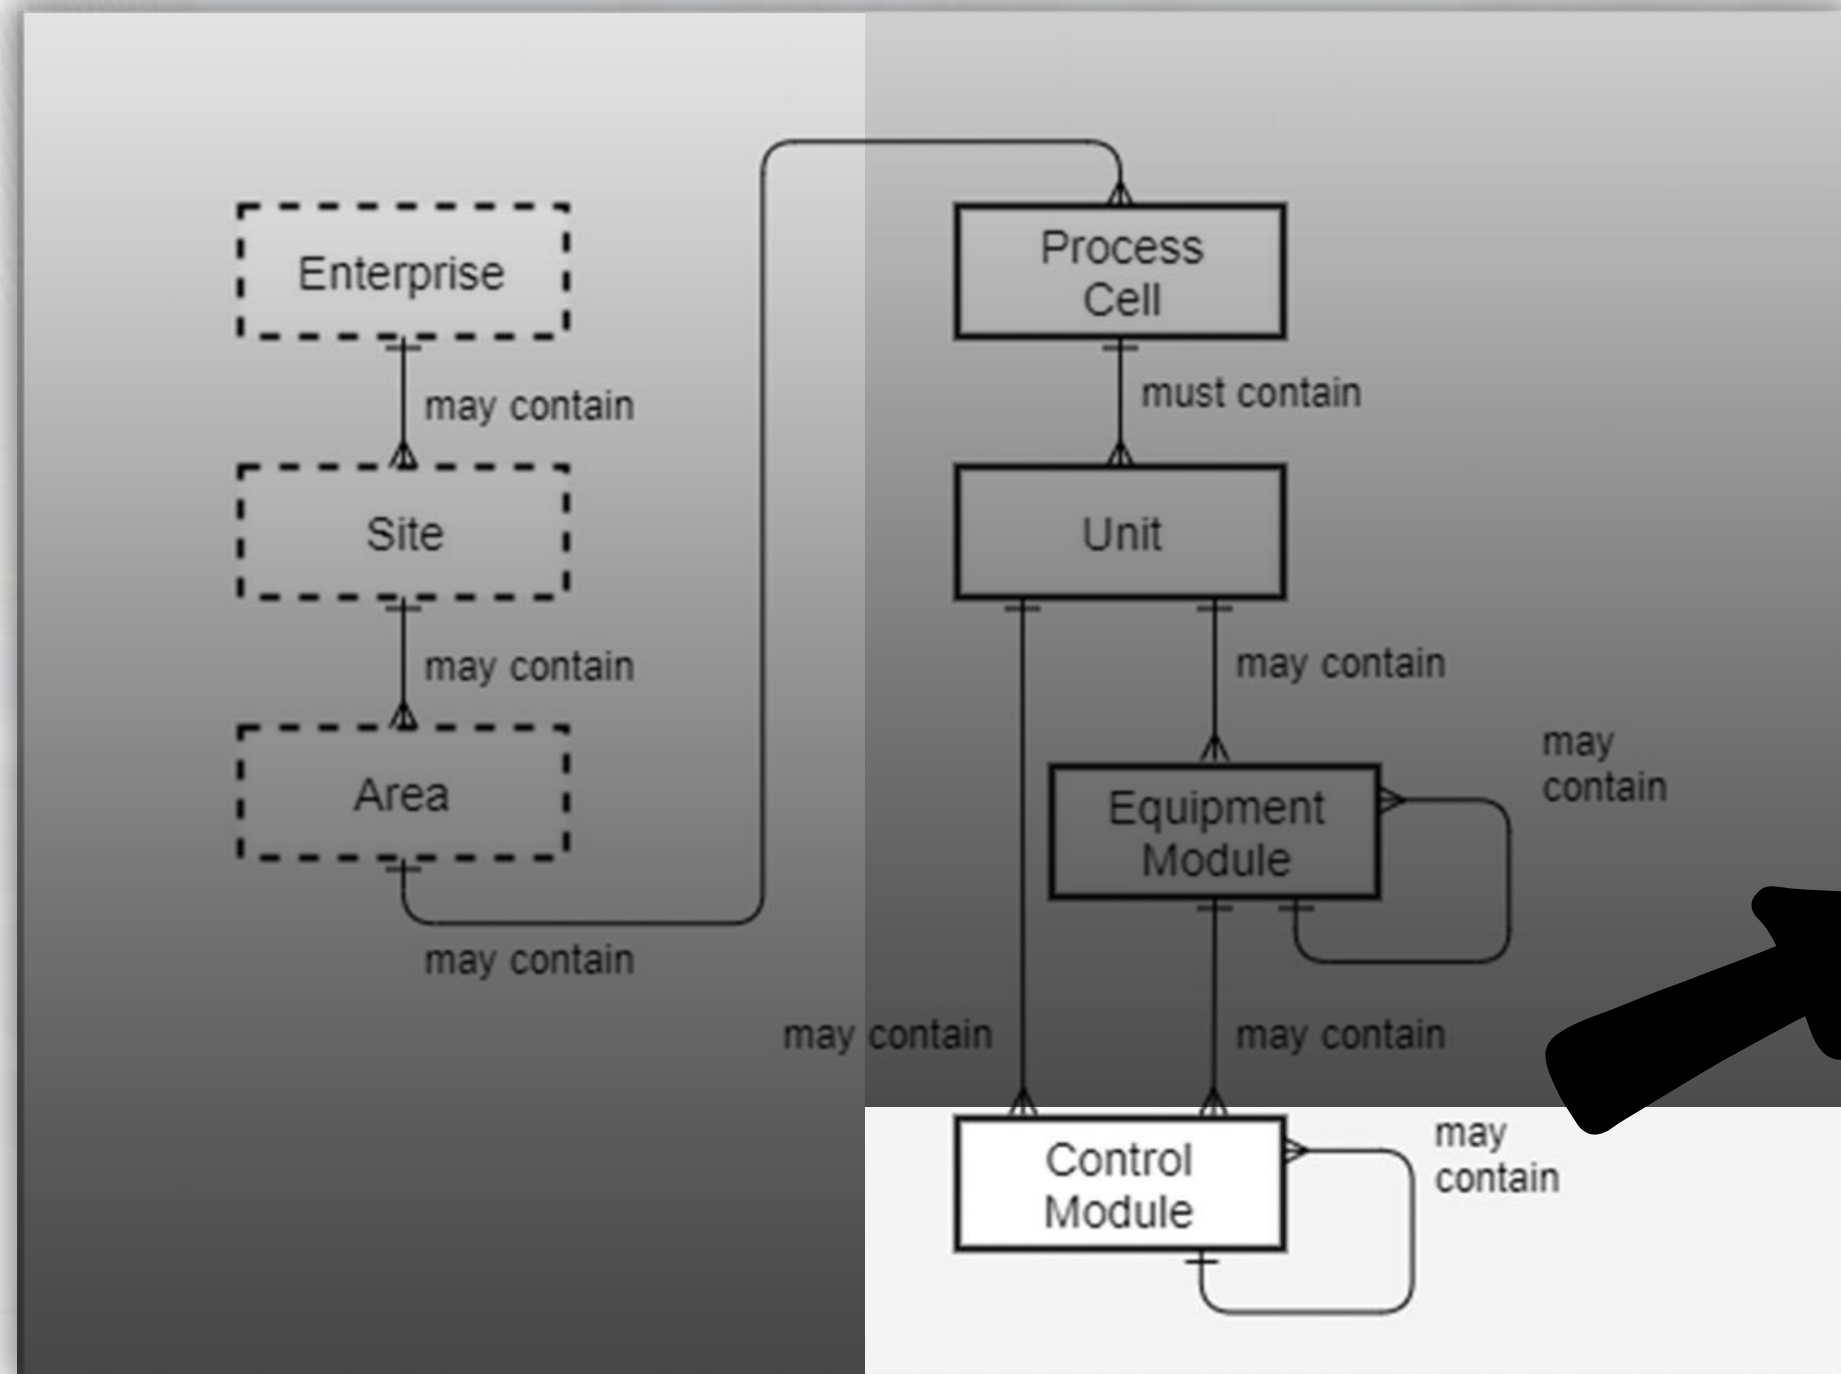 Enterprise
may contain
Site
may contain
Area
may contain
Process
Cell
must contain
Unit
may contain
may
contain
Equipment
Module
may contain
may contain
Control
Module
may
contain